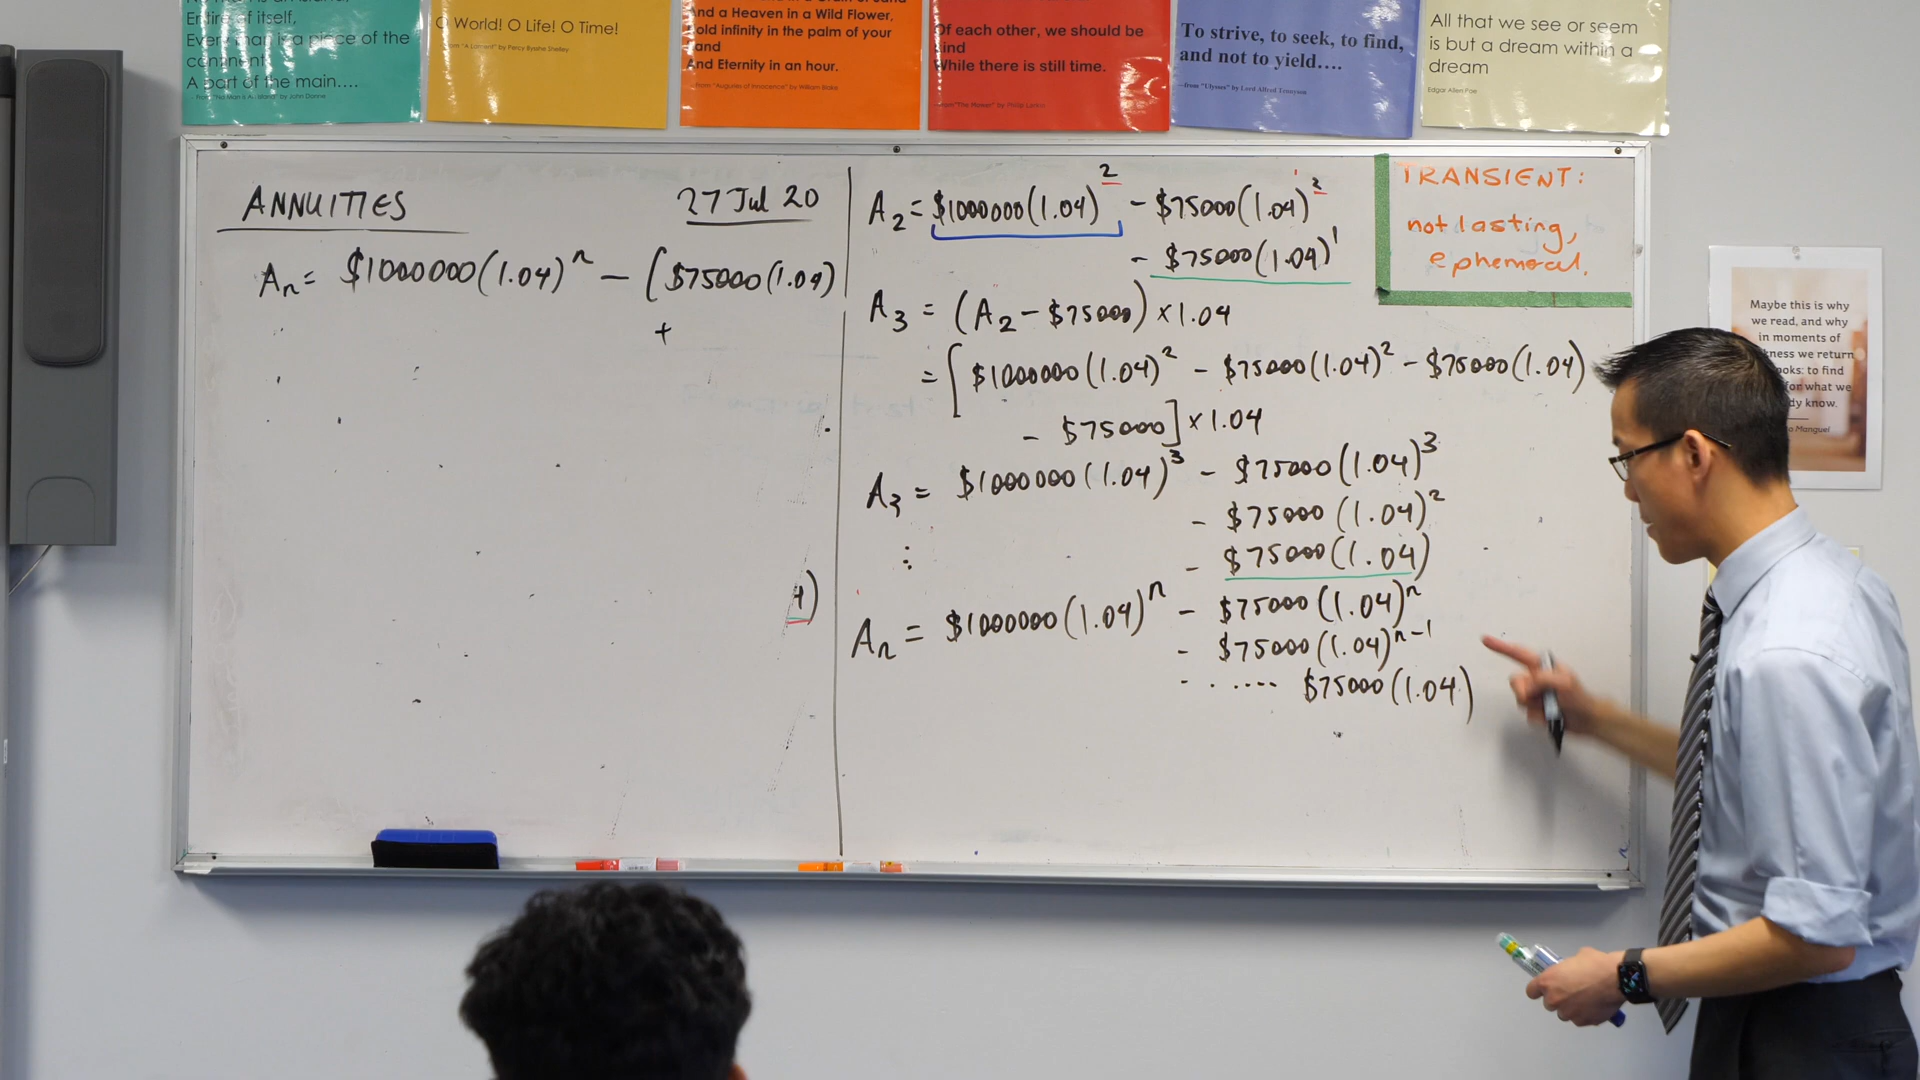 Entire of itself,
Every man is a piece of the
continent,
A part of the main....
from "No Man is An Island" by John Donne
O World! O Life! O Time!
From "A Lament" by Percy Bysshe Shelley
And a Heaven in a Wild Flower,
Hold infinity in the palm of your
hand
And Eternity in an hour.
From "Auguries of Innocence" by William Blake
Of each other, we should be
kind
While there is still time.
from "The Mower" by Philip Larkin
To strive, to seek, to find,
and not to yield....
—from "Ulysses" by Lord Alfred Tennyson
All that we see or seem
is but a dream within a
dream
Edgar Allen Poe
ANNUITIES 27 Jul 20
Aₙ = $1000000(1.04)ⁿ - ($75000(1.04)
+
4)
A₂ = $1000000(1.04)² - $75000(1.04)²
- $75000(1.04)¹
A₃ = (A₂ - $75000) × 1.04
= [$1000000(1.04)² - $75000(1.04)² - $75000(1.04)
- $75000] × 1.04
A₃ = $1000000(1.04)³ - $75000(1.04)³
- $75000(1.04)²
⋮ - $75000(1.04)
Aₙ = $1000000(1.04)ⁿ - $75000(1.04)ⁿ
- $75000(1.04)ⁿ⁻¹
- ..... $75000(1.04)
TRANSIENT:
not lasting,
ephemeral.
Maybe this is why
we read, and why
in moments of
we return
to find
for what we
know.
Manguel